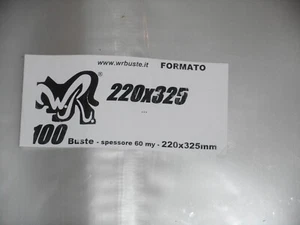 www.wrbuste.it FORMATO
WR ® 220x325
100 Buste - spessore 60 my - 220x325mm